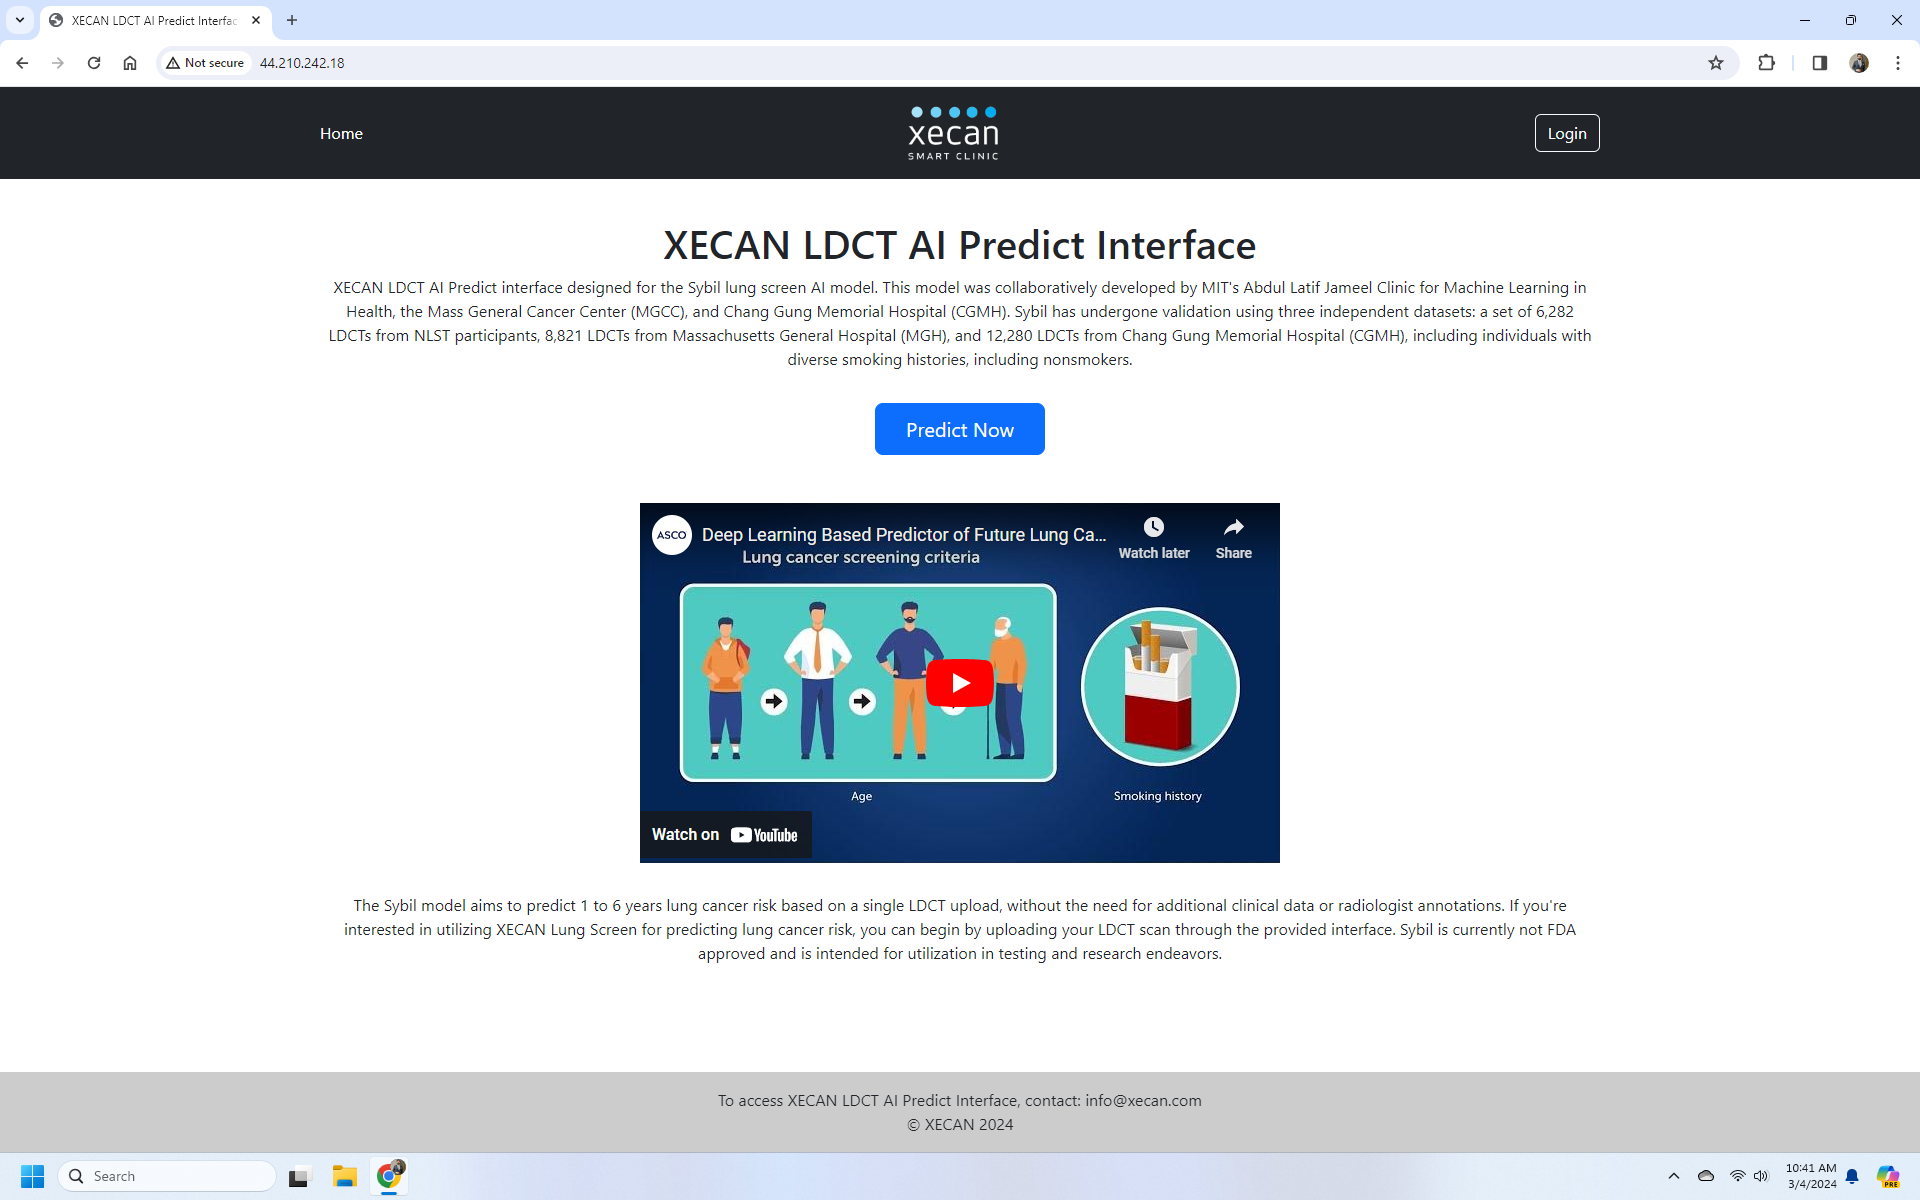 XECAN LDCT AI Predict Interfac
Not secure
44.210.242.18
Home
xecan
SMART CLINIC
Login
XECAN LDCT AI Predict Interface
XECAN LDCT AI Predict interface designed for the Sybil lung screen AI model. This model was collaboratively developed by MIT's Abdul Latif Jameel Clinic for Machine Learning in
Health, the Mass General Cancer Center (MGCC), and Chang Gung Memorial Hospital (CGMH). Sybil has undergone validation using three independent datasets: a set of 6,282
LDCTs from NLST participants, 8,821 LDCTs from Massachusetts General Hospital (MGH), and 12,280 LDCTs from Chang Gung Memorial Hospital (CGMH), including individuals with
diverse smoking histories, including nonsmokers.
Predict Now
ASCO
Deep Learning Based Predictor of Future Lung Ca...
Watch later
Share
Lung cancer screening criteria
Age
Smoking history
Watch on YouTube
The Sybil model aims to predict 1 to 6 years lung cancer risk based on a single LDCT upload, without the need for additional clinical data or radiologist annotations. If you're
interested in utilizing XECAN Lung Screen for predicting lung cancer risk, you can begin by uploading your LDCT scan through the provided interface. Sybil is currently not FDA
approved and is intended for utilization in testing and research endeavors.
To access XECAN LDCT AI Predict Interface, contact: info@xecan.com
© XECAN 2024
Search
10:41 AM
3/4/2024
PRE